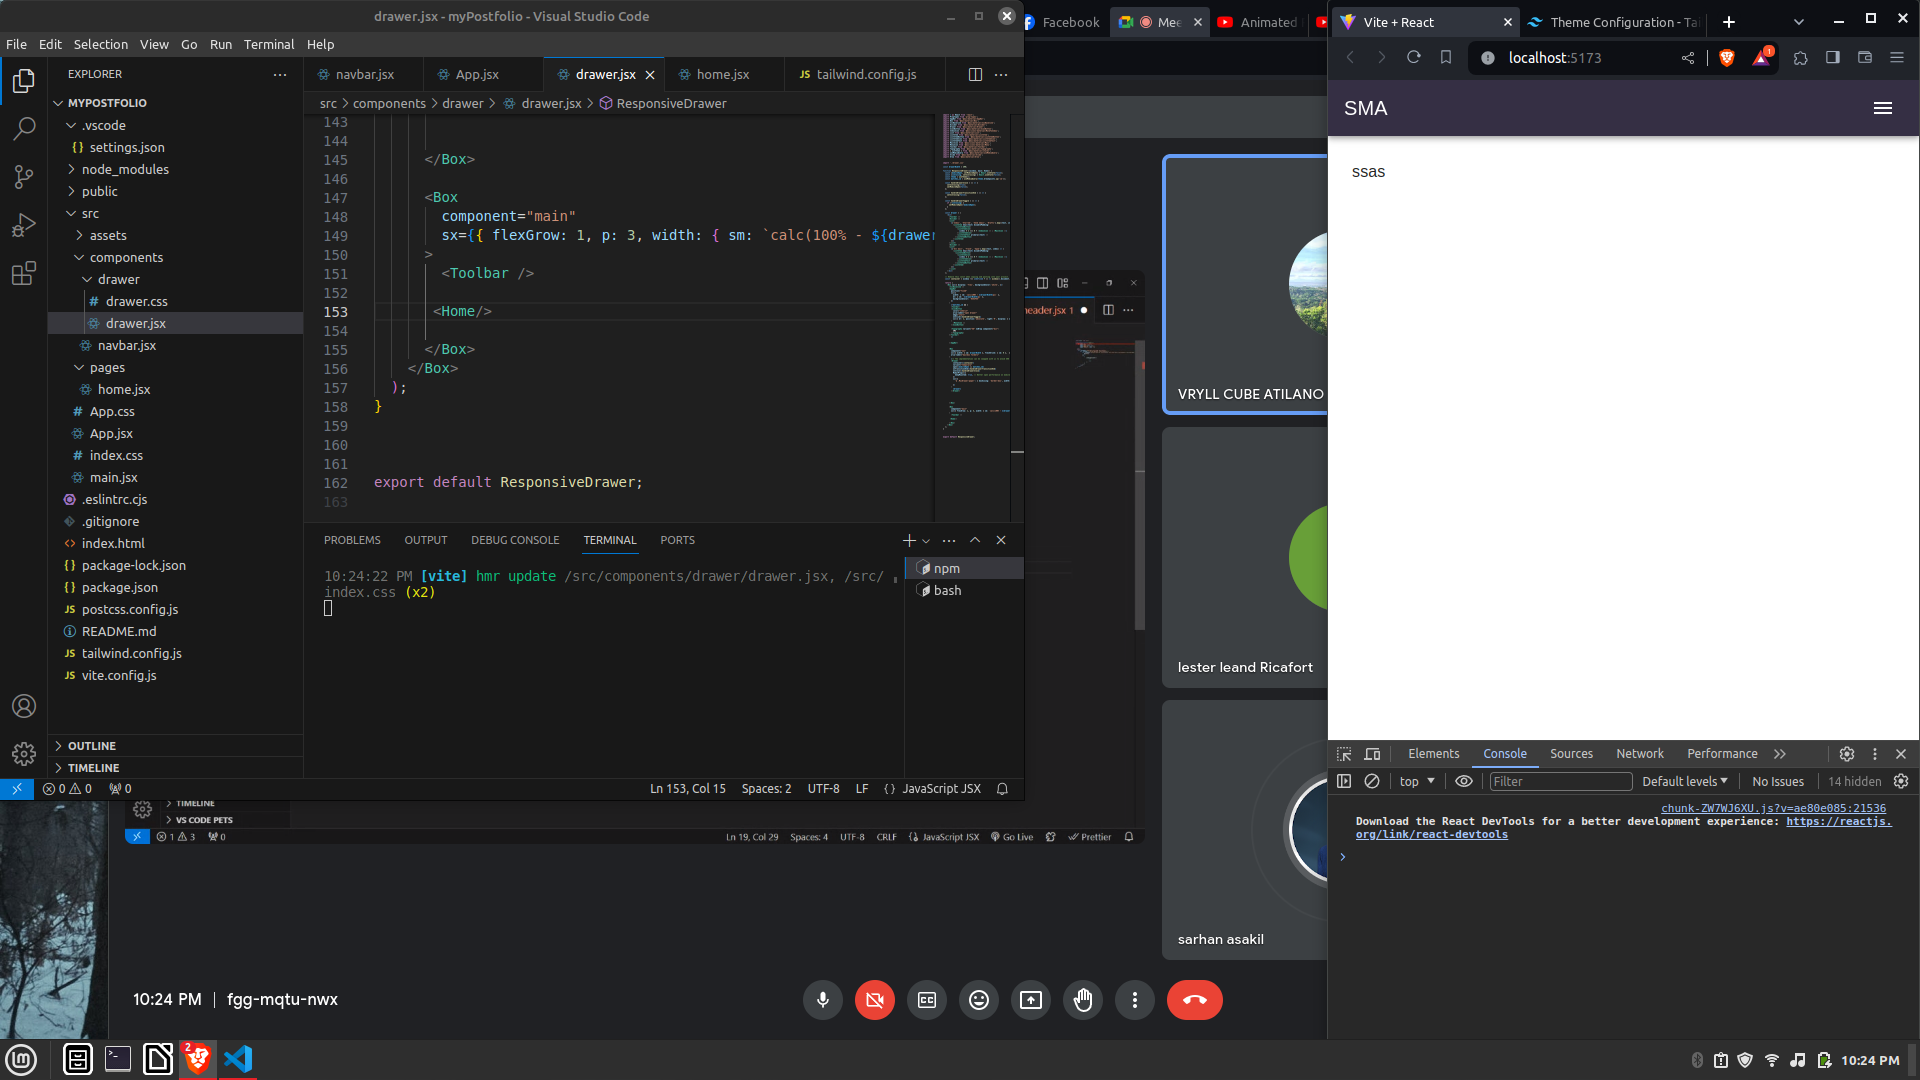 drawer.jsx - myPostfolio - Visual Studio Code
File Edit Selection View Go Run Terminal Help
EXPLORER
MYPOSTFOLIO
.vscode
settings.json
node_modules
public
src
assets
components
drawer
drawer.css
drawer.jsx
navbar.jsx
pages
home.jsx
App.css
App.jsx
index.css
main.jsx
.eslintrc.cjs
.gitignore
index.html
package-lock.json
package.json
postcss.config.js
README.md
tailwind.config.js
vite.config.js
OUTLINE
TIMELINE
navbar.jsx App.jsx drawer.jsx home.jsx JS tailwind.config.js
src > components > drawer > drawer.jsx > ResponsiveDrawer
143
144
145 </Box>
146
147 <Box
148 component="main"
149 sx={{ flexGrow: 1, p: 3, width: { sm: `calc(100% - ${drawer
150 >
151 <Toolbar />
152
153 <Home/>
154
155 </Box>
156 </Box>
157 );
158 }
159
160
161
162 export default ResponsiveDrawer;
163
PROBLEMS OUTPUT DEBUG CONSOLE TERMINAL PORTS
10:24:22 PM [vite] hmr update /src/components/drawer/drawer.jsx, /src/
index.css (x2)
npm
bash
0 0 0
Ln 153, Col 15 Spaces: 2 UTF-8 LF { } JavaScript JSX
TIMELINE
VS CODE PETS
1 3 0
Ln 19, Col 29 Spaces: 4 UTF-8 CRLF { } JavaScript JSX Go Live Prettier
Facebook
Mee
Animated
header.jsx 1
VRYLL CUBE ATILANO
lester leand Ricafort
sarhan asakil
10:24 PM | fgg-mqtu-nwx
Vite + React
Theme Configuration - Tai
localhost:5173
1
SMA
ssas
Elements Console Sources Network Performance
top Filter Default levels No Issues 14 hidden
chunk-ZW7WJ6XU.js?v=ae80e085:21536
Download the React DevTools for a better development experience: https://reactjs.
org/link/react-devtools
2
10:24 PM